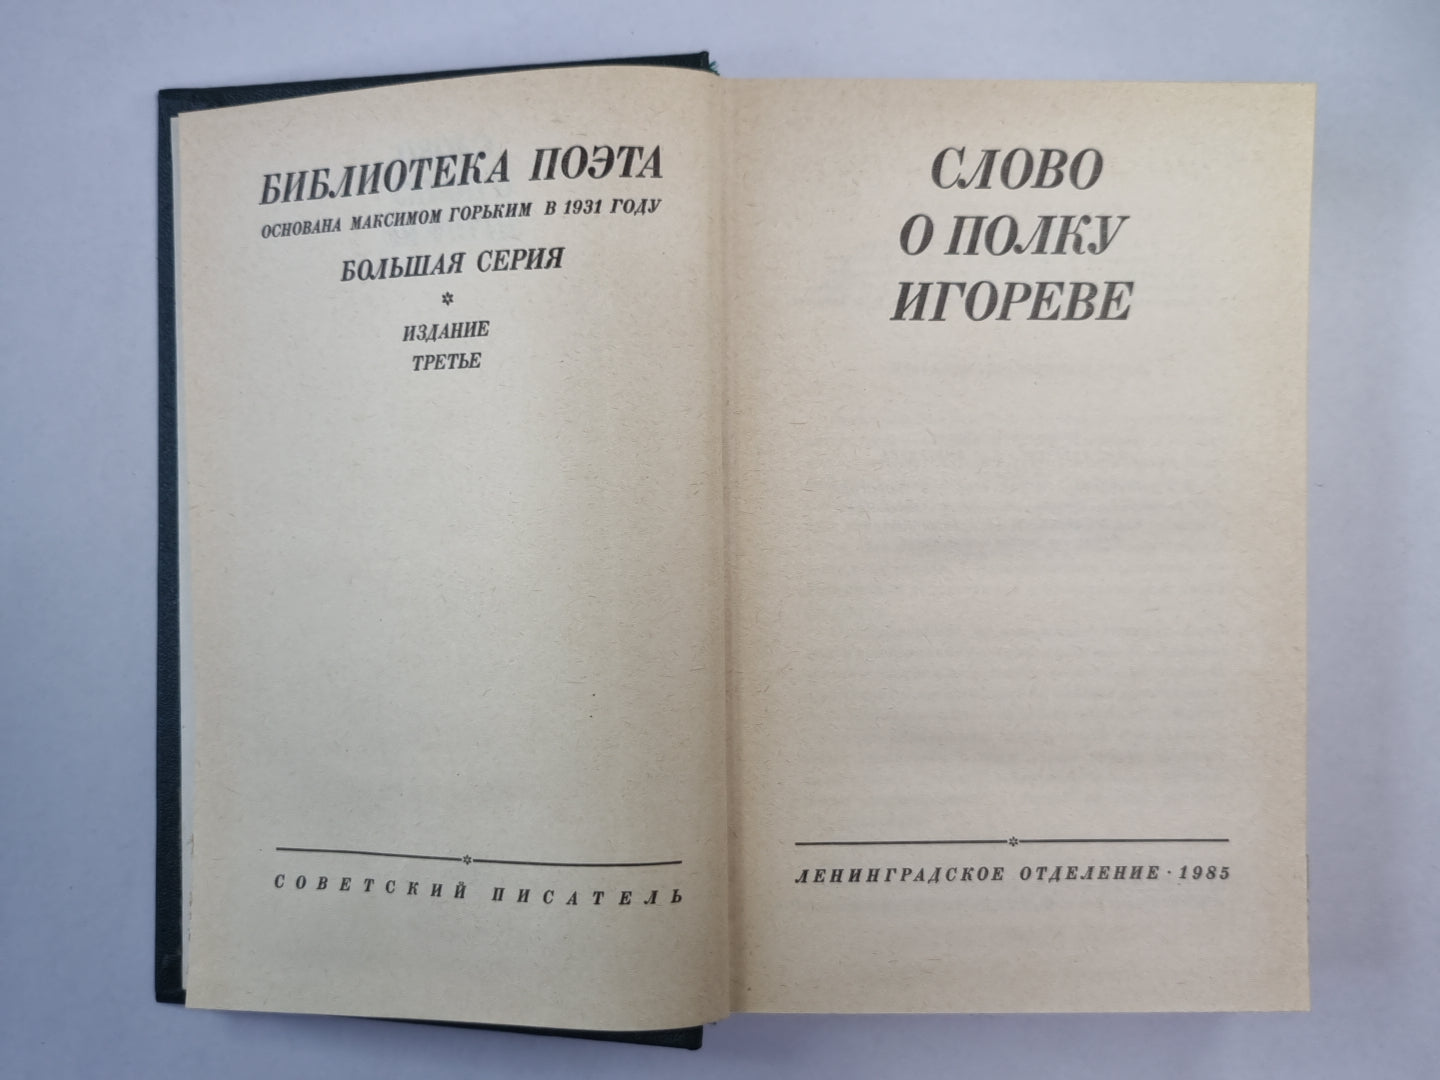 БИБЛИОТЕКА ПОЭТА
ОСНОВАНА МАКСИМОМ ГОРЬКИМ В 1931 ГОДУ
БОЛЬШАЯ СЕРИЯ
*
ИЗДАНИЕ
ТРЕТЬЕ
*
СОВЕТСКИЙ ПИСАТЕЛЬ
СЛОВО
О ПОЛКУ
ИГОРЕВЕ
*
ЛЕНИНГРАДСКОЕ ОТДЕЛЕНИЕ · 1985